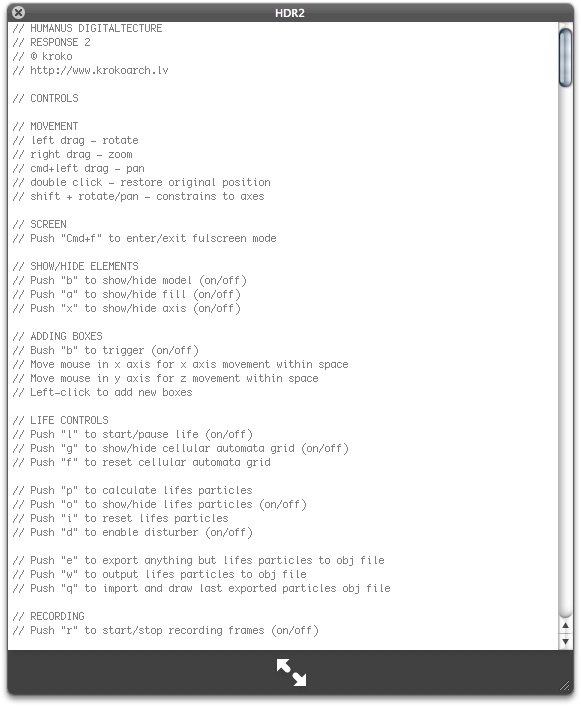 HDR2
// HUMANUS DIGITALTECTURE
// RESPONSE 2
// © kroko
// http://www.krokoarch.lv
// CONTROLS
// MOVEMENT
// left drag – rotate
// right drag – zoom
// cmd+left drag – pan
// double click – restore original position
// shift + rotate/pan – constrains to axes
// SCREEN
// Push "Cmd+f" to enter/exit fulscreen mode
// SHOW/HIDE ELEMENTS
// Push "b" to show/hide model (on/off)
// Push "a" to show/hide fill (on/off)
// Push "x" to show/hide axis (on/off)
// ADDING BOXES
// Bush "b" to trigger (on/off)
// Move mouse in x axis for x axis movement within space
// Move mouse in y axis for z movement within space
// Left-click to add new boxes
// LIFE CONTROLS
// Push "l" to start/pause life (on/off)
// Push "g" to show/hide cellular automata grid (on/off)
// Push "f" to reset cellular automata grid
// Push "p" to calculate lifes particles
// Push "o" to show/hide lifes particles (on/off)
// Push "i" to reset lifes particles
// Push "d" to enable disturber (on/off)
// Push "e" to export anything but lifes particles to obj file
// Push "w" to output lifes particles to obj file
// Push "q" to import and draw last exported particles obj file
// RECORDING
// Push "r" to start/stop recording frames (on/off)